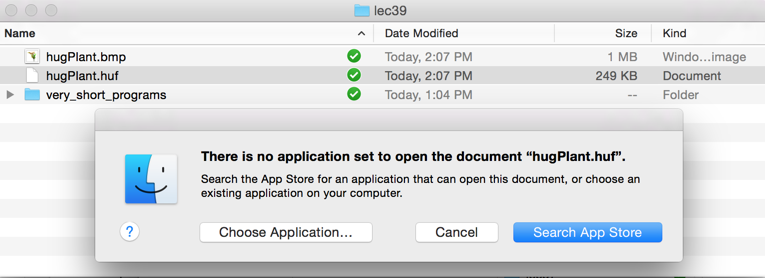 lec39
Name Date Modified Size Kind
hugPlant.bmp Today, 2:07 PM 1 MB Windo...image
hugPlant.huf Today, 2:07 PM 249 KB Document
very_short_programs Today, 1:04 PM -- Folder
There is no application set to open the document “hugPlant.huf”.
Search the App Store for an application that can open this document, or choose an
existing application on your computer.
? Choose Application... Cancel Search App Store